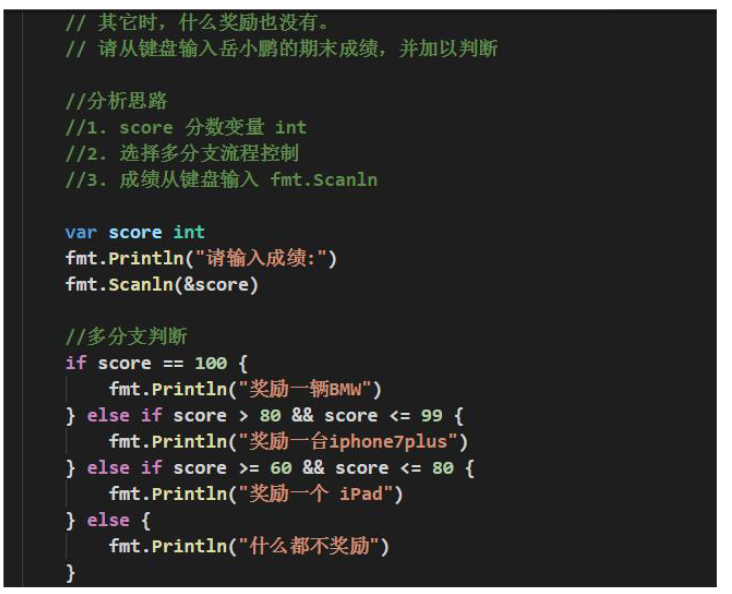 // 其它时，什么奖励也没有。
// 请从键盘输入岳小鹏的期末成绩，并加以判断
//分析思路
//1. score 分数变量 int
//2. 选择多分支流程控制
//3. 成绩从键盘输入 fmt.Scanln
var score int
fmt.Println("请输入成绩:")
fmt.Scanln(&score)
//多分支判断
if score == 100 {
    fmt.Println("奖励一辆BMW")
} else if score > 80 && score <= 99 {
    fmt.Println("奖励一台iphone7plus")
} else if score >= 60 && score <= 80 {
    fmt.Println("奖励一个 iPad")
} else {
    fmt.Println("什么都不奖励")
}